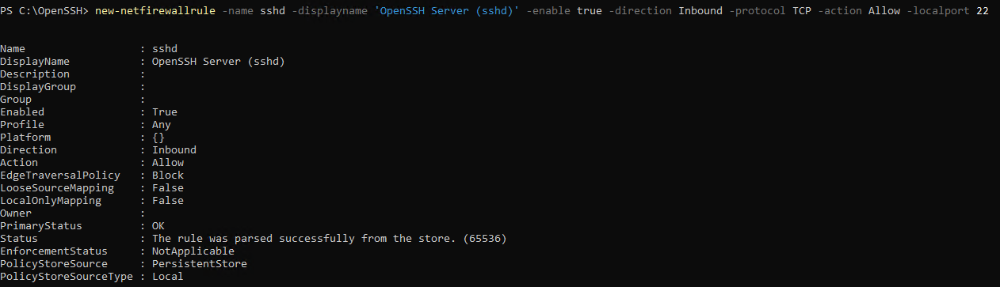 PS C:\OpenSSH> new-netfirewallrule -name sshd -displayname 'OpenSSH Server (sshd)' -enable true -direction Inbound -protocol TCP -action Allow -localport 22
Name                  : sshd
DisplayName           : OpenSSH Server (sshd)
Description           :
DisplayGroup          :
Group                 :
Enabled               : True
Profile               : Any
Platform              : {}
Direction             : Inbound
Action                : Allow
EdgeTraversalPolicy   : Block
LooseSourceMapping    : False
LocalOnlyMapping      : False
Owner                 :
PrimaryStatus         : OK
Status                : The rule was parsed successfully from the store. (65536)
EnforcementStatus     : NotApplicable
PolicyStoreSource     : PersistentStore
PolicyStoreSourceType : Local